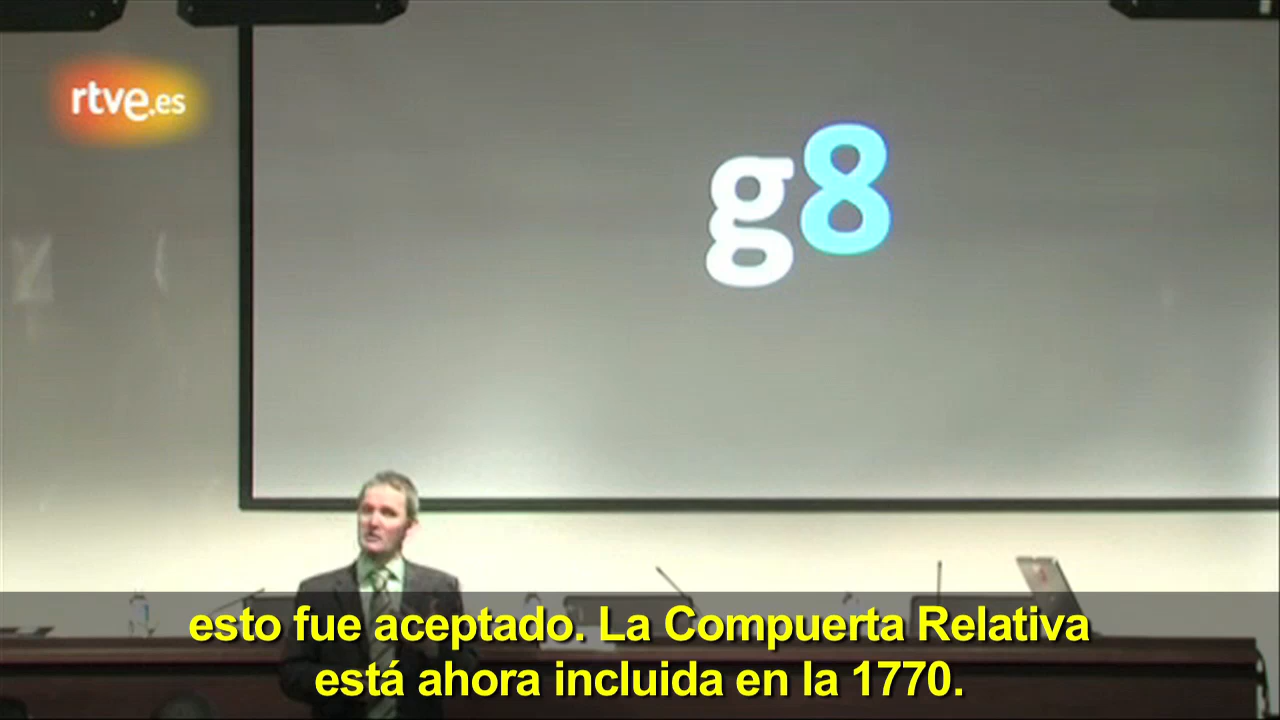 rtve.es
g8
esto fue aceptado. La Compuerta Relativa
está ahora incluida en la 1770.